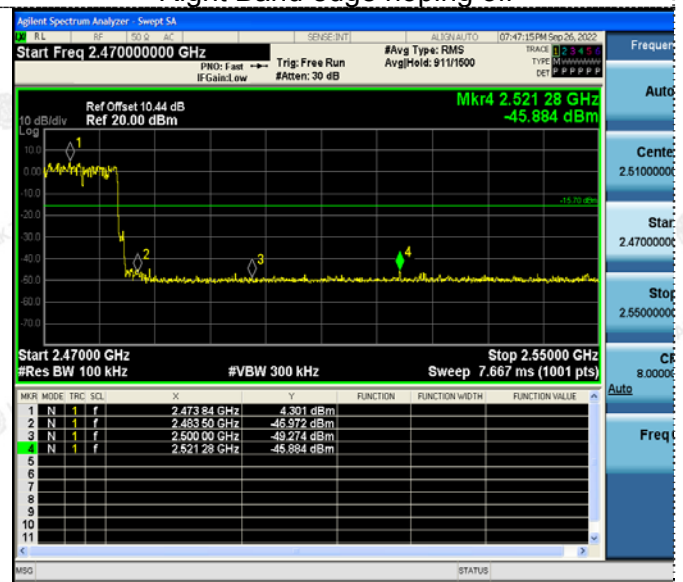 Right Band edge hoping off
Agilent Spectrum Analyzer - Swept SA
RL RF 50 Ω AC SENSE:INT ALIGNAUTO 07:47:15PM Sep 26, 2022
Start Freq 2.470000000 GHz
PNO: Fast
IFGain:Low
Trig: Free Run
#Atten: 30 dB
#Avg Type: RMS
Avg|Hold: 911/1500
TRACE 1 2 3 4 5 6
TYPE M
DET P P P P P P
Frequen
Auto
Ref Offset 10.44 dB
10 dB/div Ref 20.00 dBm
Log
Mkr4 2.521 28 GHz
-45.884 dBm
10.0
0.00
-10.0
-20.0
-30.0
-40.0
-50.0
-60.0
-70.0
1
2
3
4
-15.70 dBm
Cente
2.51000000
Star
2.47000000
Stop
2.55000000
CF
8.00000
Auto
Freq
Start 2.47000 GHz Stop 2.55000 GHz
#Res BW 100 kHz #VBW 300 kHz Sweep 7.667 ms (1001 pts)
MKR MODE TRC SCL X Y FUNCTION FUNCTION WIDTH FUNCTION VALUE
1 N 1 f 2.473 84 GHz 4.301 dBm
2 N 1 f 2.483 50 GHz -46.972 dBm
3 N 1 f 2.500 00 GHz -49.274 dBm
4 N 1 f 2.521 28 GHz -45.884 dBm
5
6
7
8
9
10
11
MSG STATUS